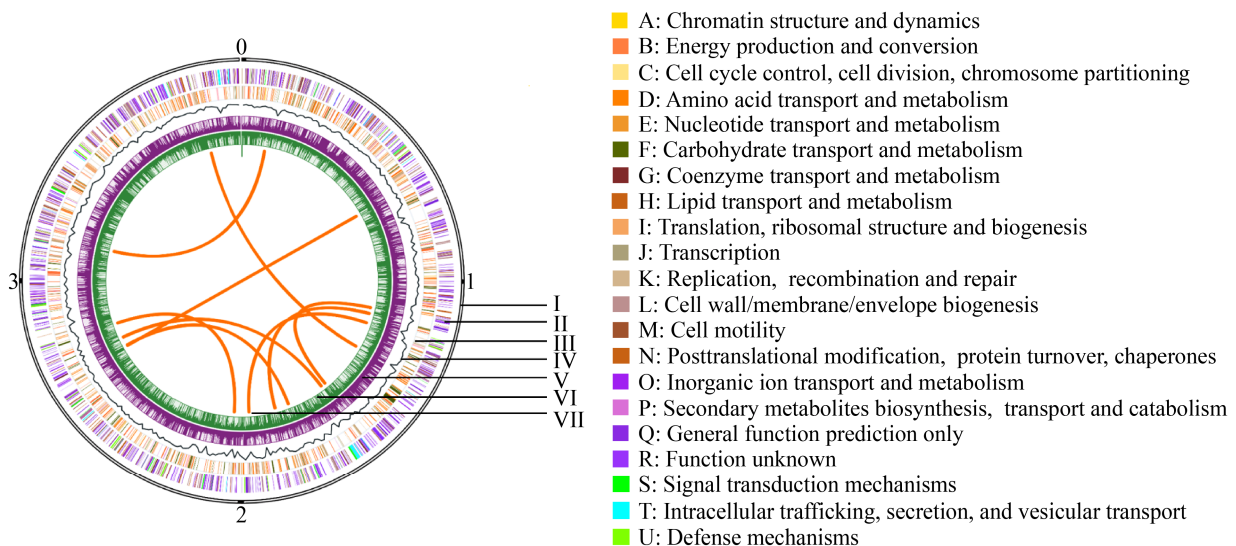 0
1
2
3
I
II
III
IV
V
VI
VII
A: Chromatin structure and dynamics
B: Energy production and conversion
C: Cell cycle control, cell division, chromosome partitioning
D: Amino acid transport and metabolism
E: Nucleotide transport and metabolism
F: Carbohydrate transport and metabolism
G: Coenzyme transport and metabolism
H: Lipid transport and metabolism
I: Translation, ribosomal structure and biogenesis
J: Transcription
K: Replication, recombination and repair
L: Cell wall/membrane/envelope biogenesis
M: Cell motility
N: Posttranslational modification, protein turnover, chaperones
O: Inorganic ion transport and metabolism
P: Secondary metabolites biosynthesis, transport and catabolism
Q: General function prediction only
R: Function unknown
S: Signal transduction mechanisms
T: Intracellular trafficking, secretion, and vesicular transport
U: Defense mechanisms